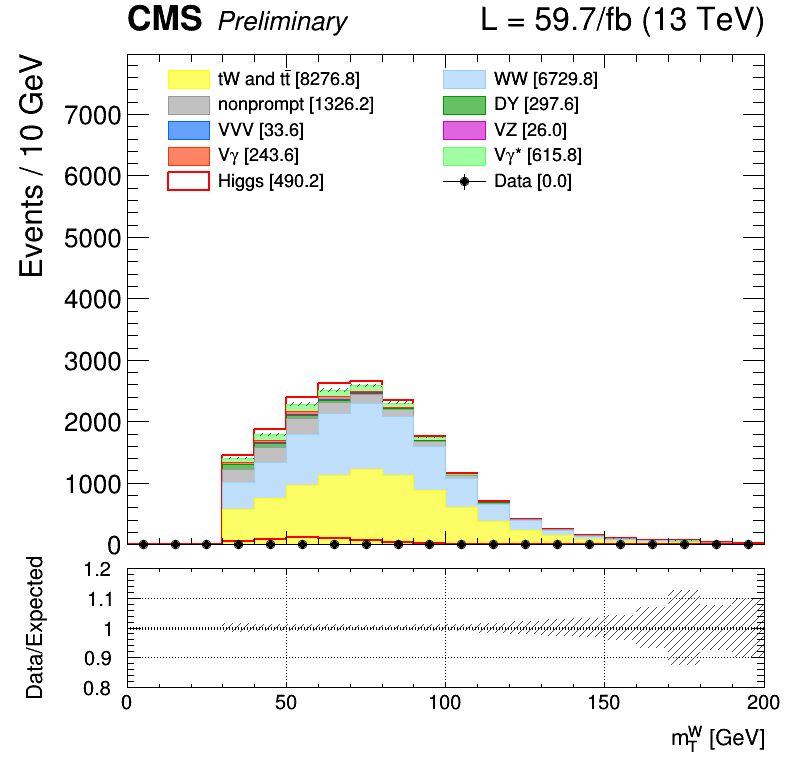 CMS Preliminary L = 59.7/fb (13 TeV)
Events / 10 GeV
tW and tt̄ [8276.8] WW [6729.8]
nonprompt [1326.2] DY [297.6]
VVV [33.6] VZ [26.0]
Vγ [243.6] Vγ* [615.8]
Higgs [490.2] Data [0.0]
7000
6000
5000
4000
3000
2000
1000
0
Data/Expected
1.2
1.1
1
0.9
0.8
0 50 100 150 200
m_T^W [GeV]